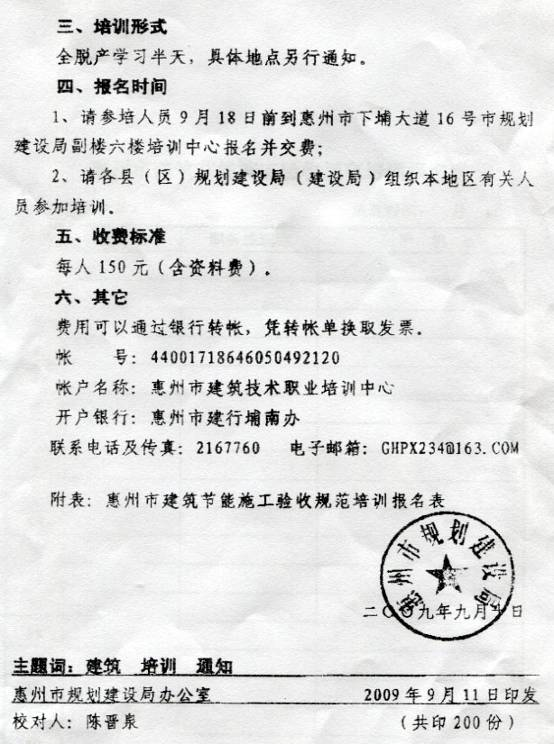 三、培训形式
全脱产学习半天，具体地点另行通知。
四、报名时间
1、请参培人员9月18日前到惠州市下埔大道16号市规划
建设局副楼六楼培训中心报名并交费；
2、请各县（区）规划建设局（建设局）组织本地区有关人
员参加培训。
五、收费标准
每人150元（含资料费）。
六、其它
费用可以通过银行转帐，凭转帐单换取发票。
帐　　号：44001718646050492120
帐户名称：惠州市建筑技术职业培训中心
开户银行：惠州市建行埔南办
联系电话及传真：2167760　电子邮箱：GHPX234@163.COM
附表：惠州市建筑节能施工验收规范培训报名表
惠州市规划建设局
二〇〇九年九月十日
主题词：建筑　培训　通知
惠州市规划建设局办公室　2009年9月11日印发
校对人：陈晋泉　（共印200份）